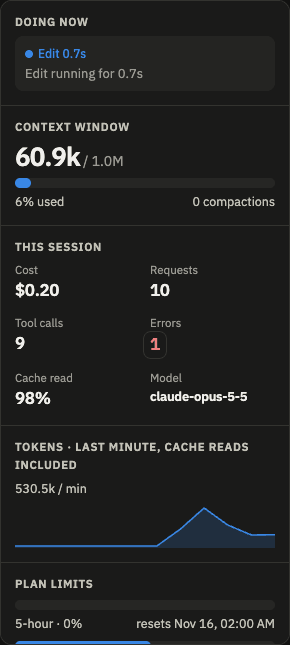 DOING NOW
Edit 0.7s
Edit running for 0.7s
CONTEXT WINDOW
60.9k / 1.0M
6% used 0 compactions
THIS SESSION
Cost Requests
$0.20 10
Tool calls Errors
9 1
Cache read Model
98% claude-opus-5-5
TOKENS · LAST MINUTE, CACHE READS
INCLUDED
530.5k / min
PLAN LIMITS
5-hour · 0% resets Nov 16, 02:00 AM